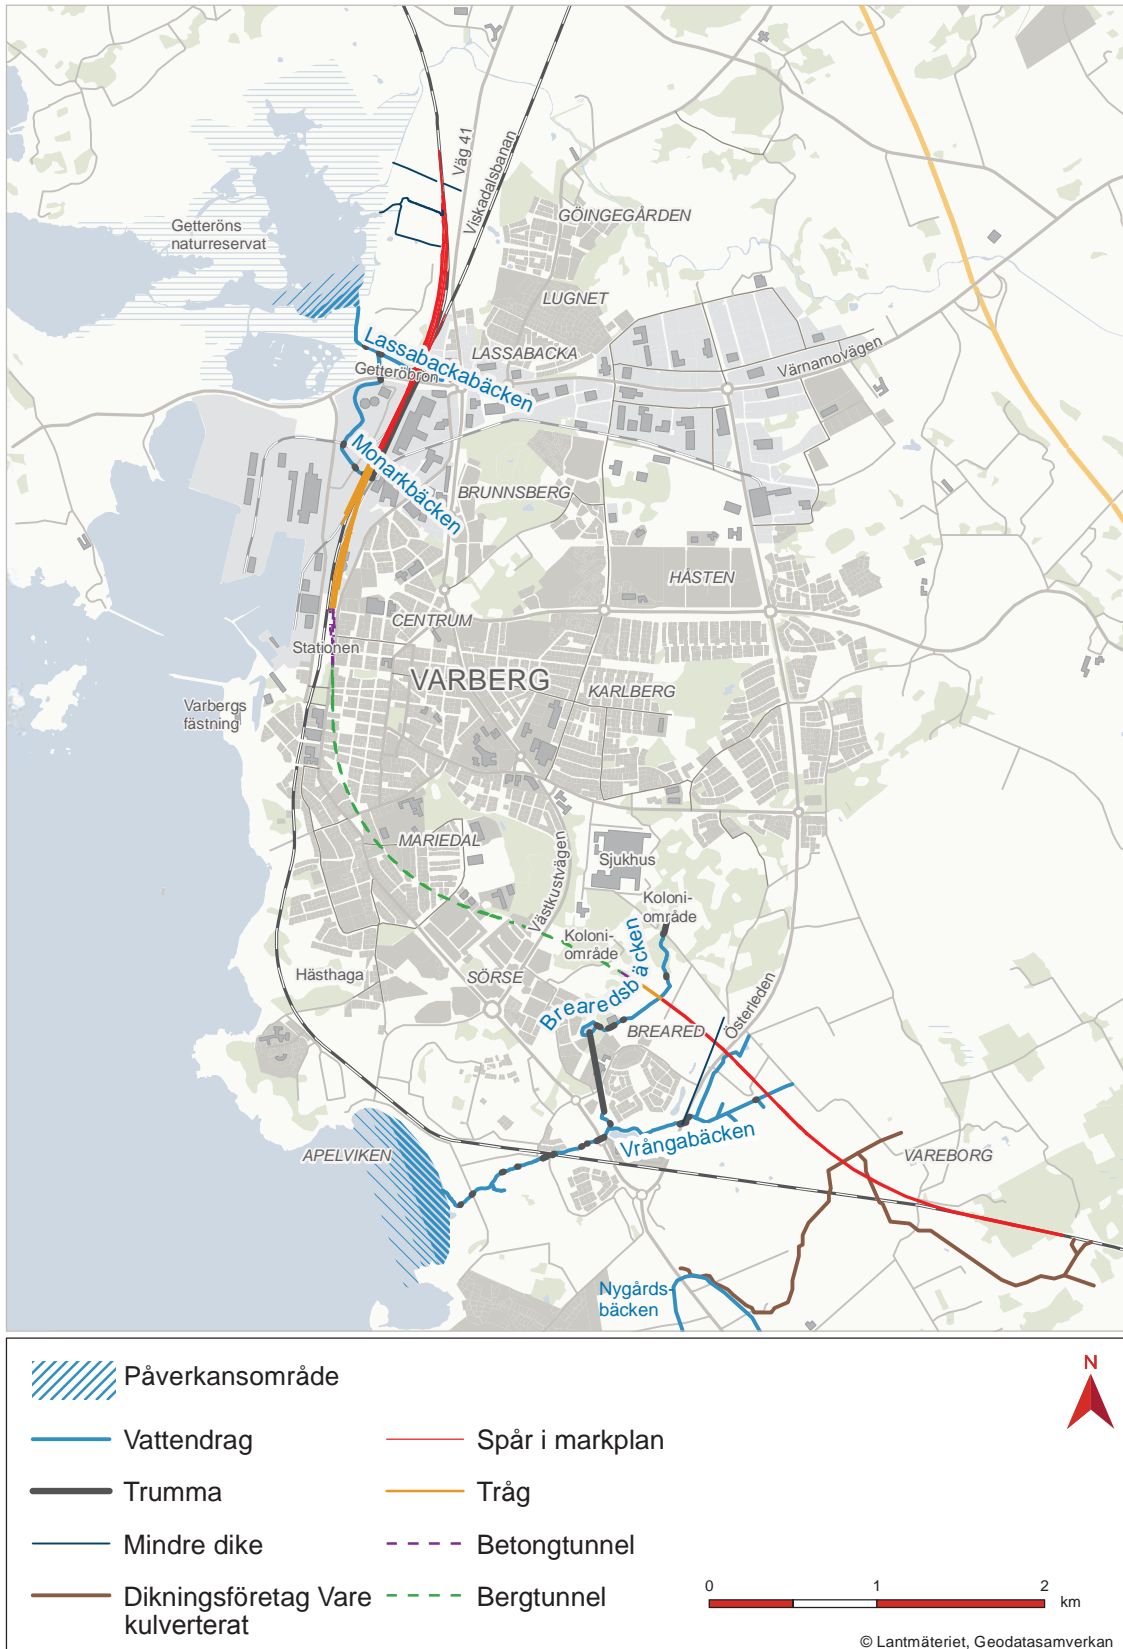 Väg 41
Viskadalsbanan
GÖINGEGÅRDEN
Getteröns
naturreservat
LUGNET
Lassabackabäcken
LASSABACKA
Värnamovägen
Getteröbron
Monarkbäcken
BRUNNSBERG
HÅSTEN
CENTRUM
Stationen
VARBERG
KARLBERG
Varbergs
fästning
MARIEDAL
Västkustvägen
Sjukhus
Koloni-
område
Koloni-
område
Hästhaga
SÖRSE
Brearedsbäcken
BREARED
Österleden
Vrångabäcken
APELVIKEN
VAREBORG
Nygårds-
bäcken
Påverkansområde
Vattendrag
Trumma
Mindre dike
Dikningsföretag Vare
kulverterat
Spår i markplan
Tråg
Betongtunnel
Bergtunnel
N
0 1 2
km
© Lantmäteriet, Geodatasamverkan